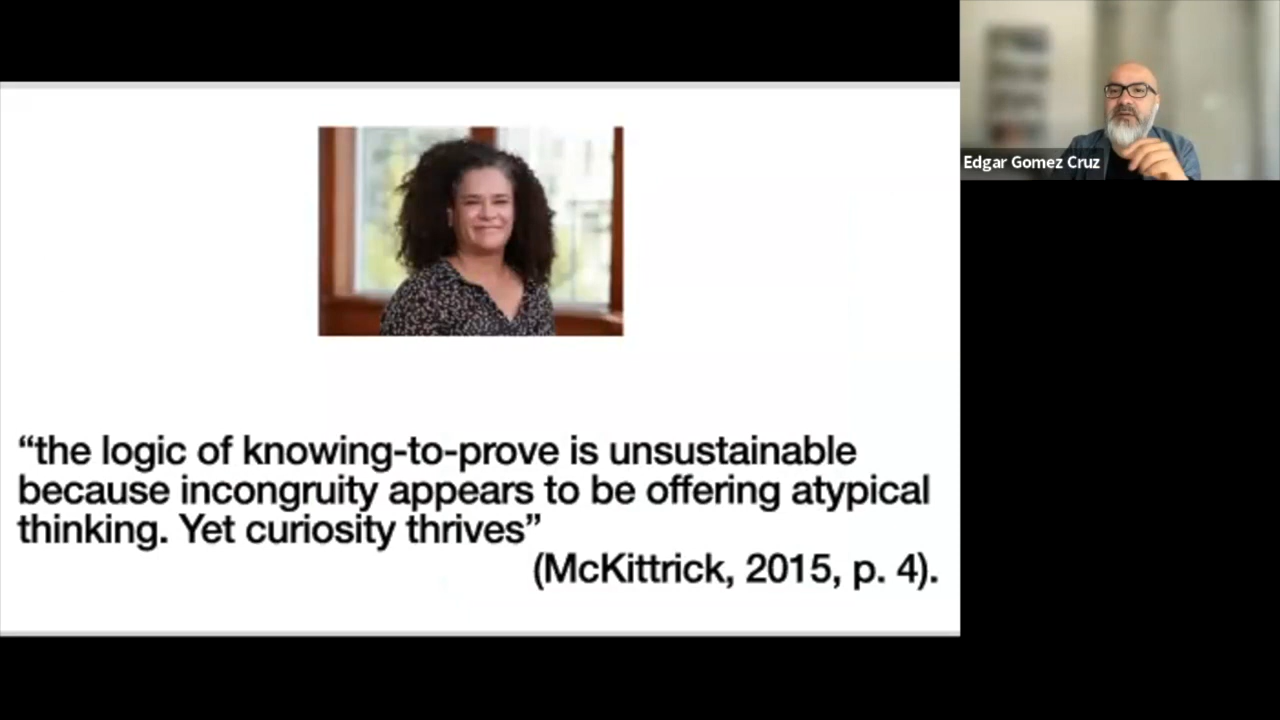 “the logic of knowing-to-prove is unsustainable
because incongruity appears to be offering atypical
thinking. Yet curiosity thrives”
(McKittrick, 2015, p. 4).
Edgar Gomez Cruz